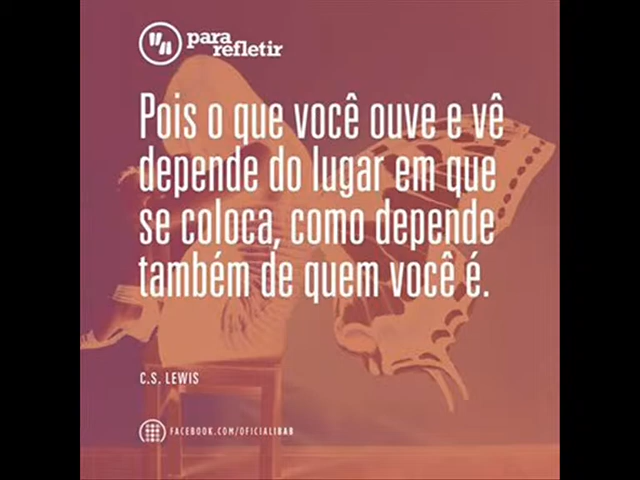 para
refletir
Pois o que você ouve e vê
depende do lugar em que
se coloca, como depende
também de quem você é.
C.S. LEWIS
FACEBOOK.COM/OFICIALIBAB